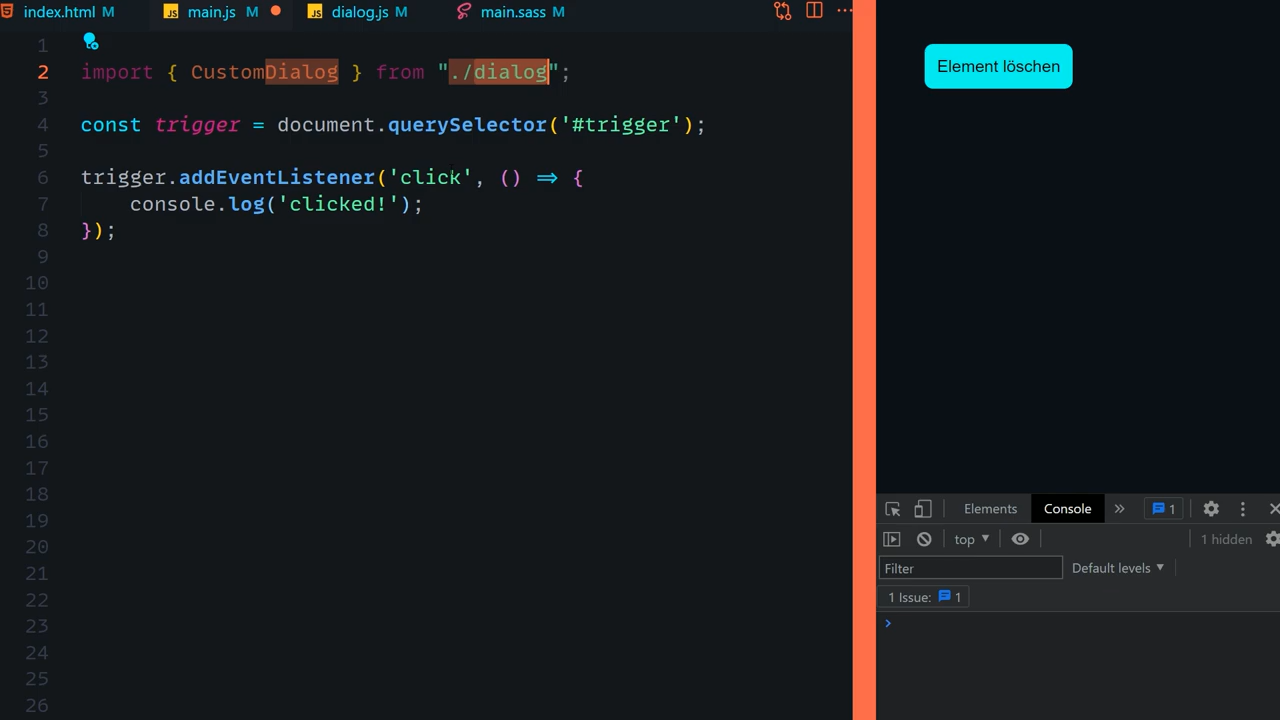 index.html M
main.js M
dialog.js M
main.sass M
1
2 import { CustomDialog } from "./dialog";
3
4 const trigger = document.querySelector('#trigger');
5
6 trigger.addEventListener('click', () => {
7 console.log('clicked!');
8 });
9
10
11
12
13
14
15
16
17
18
19
20
21
22
23
24
25
26
Element löschen
Elements Console » 1
top 1 hidden
Filter Default levels
1 Issue: 1